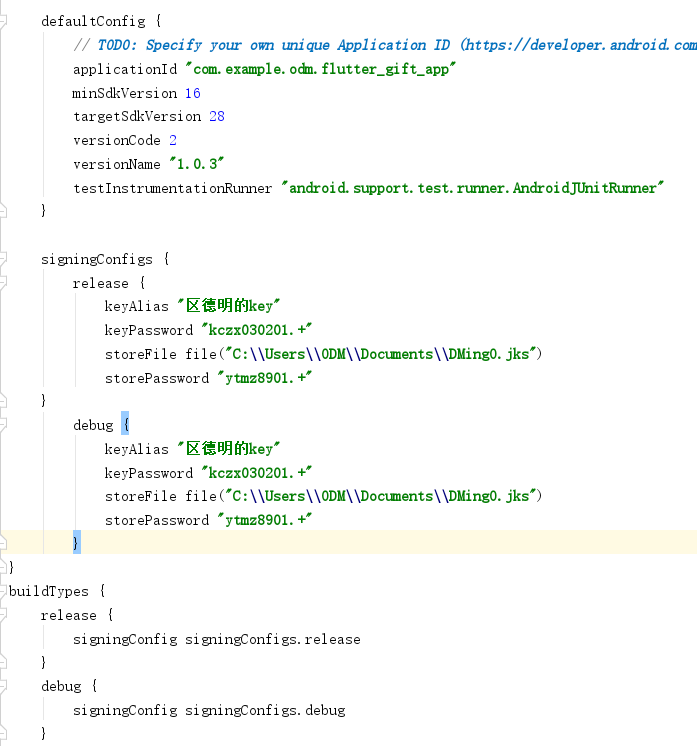 defaultConfig {
// TODO: Specify your own unique Application ID (https://developer.android.com
applicationId "com.example.odm.flutter_gift_app"
minSdkVersion 16
targetSdkVersion 28
versionCode 2
versionName "1.0.3"
testInstrumentationRunner "android.support.test.runner.AndroidJUnitRunner"
}
signingConfigs {
release {
keyAlias "区德明的key"
keyPassword "kczx030201.+"
storeFile file("C:\\Users\\ODM\\Documents\\DMing0.jks")
storePassword "ytmz8901.+"
}
debug {
keyAlias "区德明的key"
keyPassword "kczx030201.+"
storeFile file("C:\\Users\\ODM\\Documents\\DMing0.jks")
storePassword "ytmz8901.+"
}
}
buildTypes {
release {
signingConfig signingConfigs.release
}
debug {
signingConfig signingConfigs.debug
}